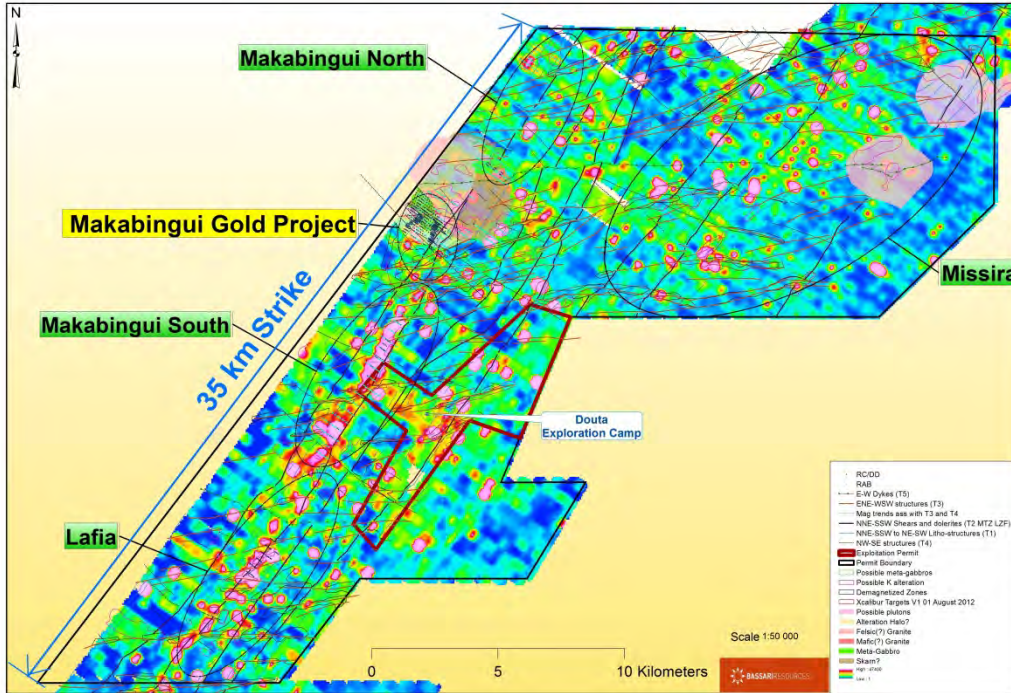 N
Makabingui North
Makabingui Gold Project
Missira
Makabingui South
35 km Strike
Douta
Exploration Camp
Lafia
RC/DD
RAB
E-W Dykes (T5)
ENE-WSW structures (T3)
Mag trends ass with T3 and T4
NNE-SSW Shears and dolerites (T2 MTZ LZF)
NNE-SSW to NE-SW Litho-structures (T1)
NW-SE structures (T4)
Exploitation Permit
Permit Boundary
Possible meta-gabbros
Possible K alteration
Demagnetized Zones
Xcalibur Targets V1 01 August 2012
Possible plutons
Alteration Halo?
Felsic(?) Granite
Mafic(?) Granite
Meta-Gabbro
Skarn?
Low : 1
Scale 1:50 000
0 5 10 Kilometers
BASSARI RESOURCES